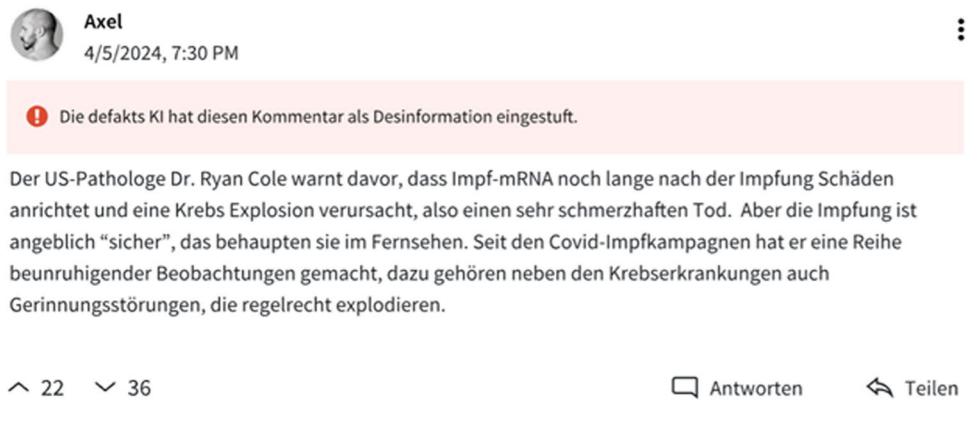 Axel
4/5/2024, 7:30 PM
Die defakts KI hat diesen Kommentar als Desinformation eingestuft.
Der US-Pathologe Dr. Ryan Cole warnt davor, dass Impf-mRNA noch lange nach der Impfung Schäden
anrichtet und eine Krebs Explosion verursacht, also einen sehr schmerzhaften Tod.  Aber die Impfung ist
angeblich “sicher”, das behaupten sie im Fernsehen. Seit den Covid-Impfkampagnen hat er eine Reihe
beunruhigender Beobachtungen gemacht, dazu gehören neben den Krebserkrankungen auch
Gerinnungsstörungen, die regelrecht explodieren.
22 36 Antworten Teilen